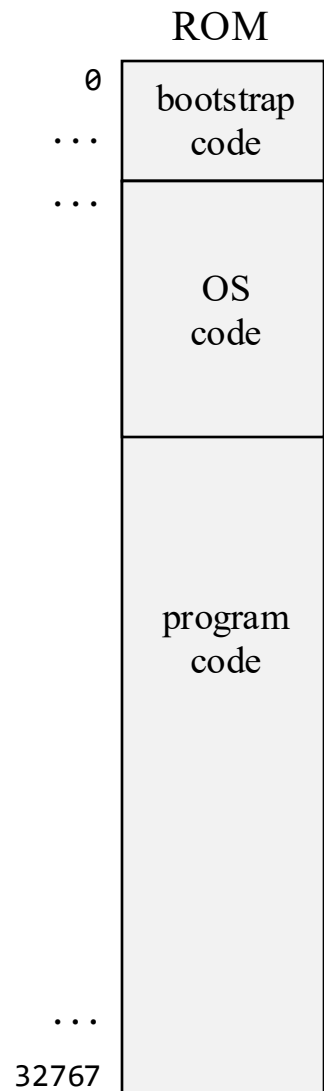 ROM
0
bootstrap
...
code
...
OS
code
program
code
...
32767